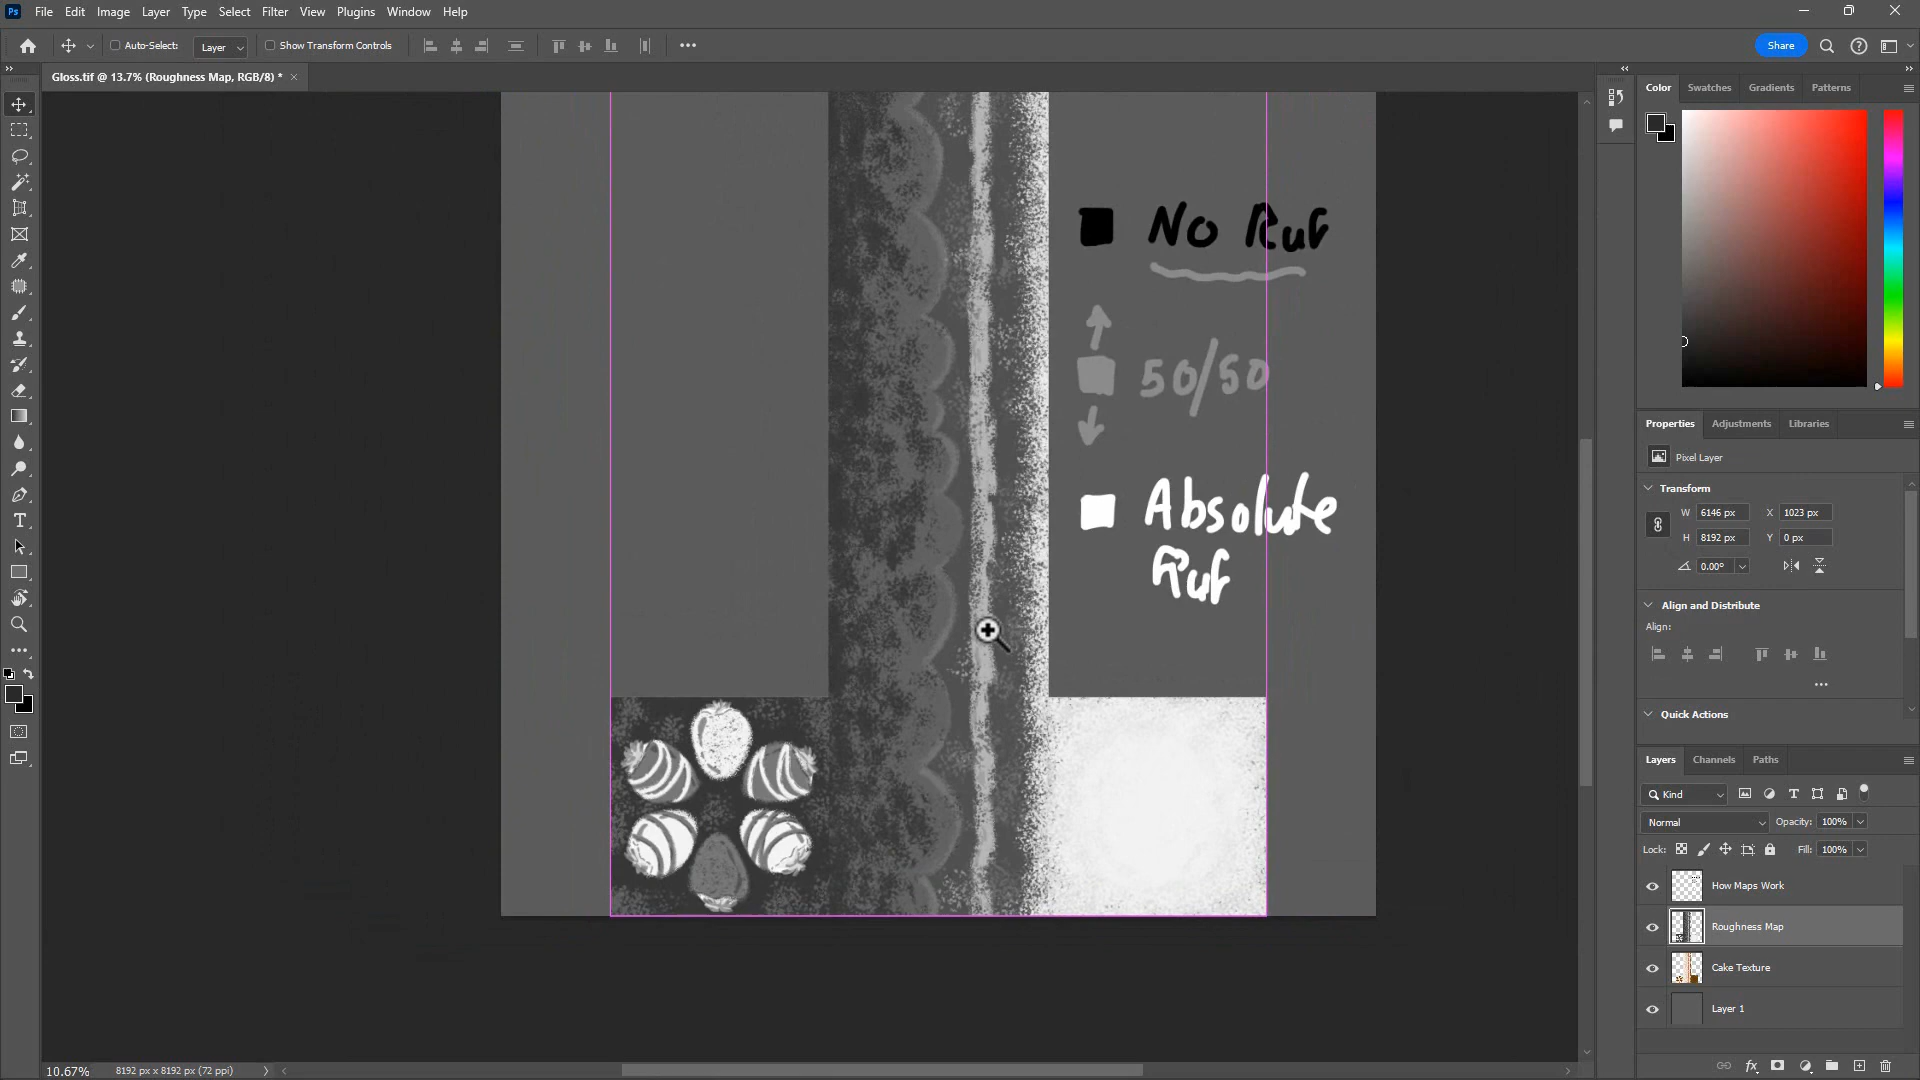 Ps File Edit Image Layer Type Select Filter View Plugins Window Help
Auto-Select: Layer Show Transform Controls Share
Gloss.tif @ 13.7% (Roughness Map, RGB/8) *
Color Swatches Gradients Patterns
No Ruf
50/50
Absolute
Ruf
Properties Adjustments Libraries
Pixel Layer
Transform
W 6146 px X 1023 px
H 8192 px Y 0 px
0.00°
Align and Distribute
Align:
Quick Actions
Layers Channels Paths
Kind
Normal Opacity: 100%
Lock: Fill: 100%
How Maps Work
Roughness Map
Cake Texture
Layer 1
10.67% 8192 px x 8192 px (72 ppi)